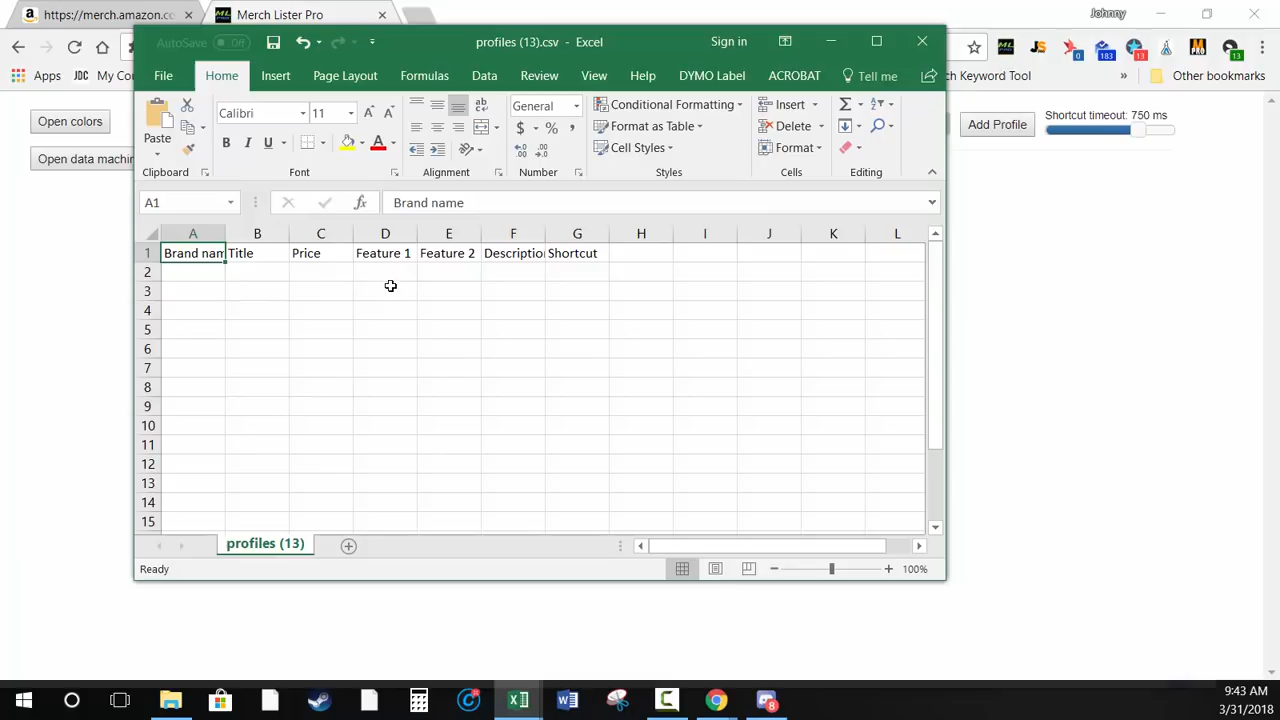 https://merch.amazon.co
Merch Lister Pro
Johnny
Apps
My Cou
ch Keyword Tool
Other bookmarks
Open colors
Add Profile
Shortcut timeout: 750 ms
Open data machin
AutoSave Off
profiles (13).csv - Excel
Sign in
File Home Insert Page Layout Formulas Data Review View Help DYMO Label ACROBAT Tell me
Paste
Calibri 11
General
Conditional Formatting
Format as Table
Cell Styles
Insert
Delete
Format
Clipboard Font Alignment Number Styles Cells Editing
A1 fx Brand name
A B C D E F G H I J K L
1 Brand nam Title Price Feature 1 Feature 2 Descriptio Shortcut
2
3
4
5
6
7
8
9
10
11
12
13
14
15
profiles (13)
Ready
100%
9:43 AM
3/31/2018